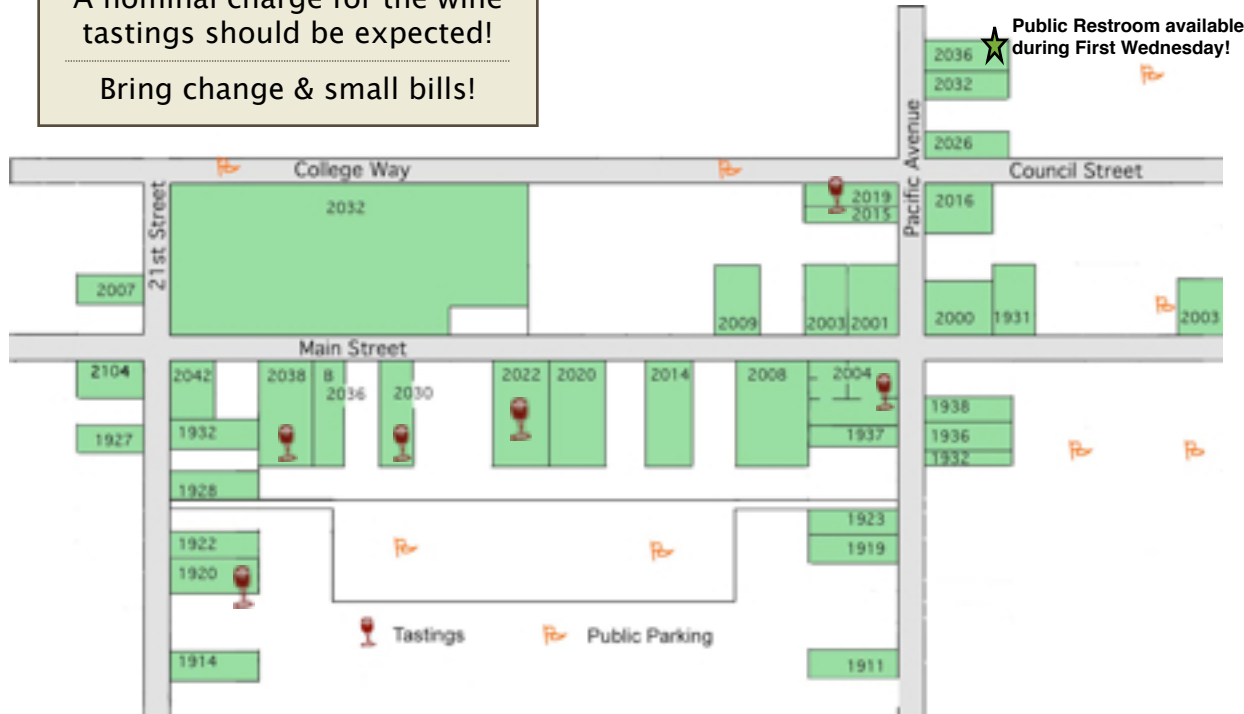 A nominal charge for the wine
tastings should be expected!
Bring change & small bills!
Public Restroom available
during First Wednesday!
2036
2032
2026
Pacific Avenue
College Way
Council Street
21st Street
2032
2019
2015
2016
2007
2009
2003
2001
2000
1931
2003
Main Street
2104
2042
2038
B
2036
2030
2022
2020
2014
2008
2004
1938
1927
1932
1937
1936
1932
1928
1923
1922
1919
1920
Tastings
Public Parking
1914
1911